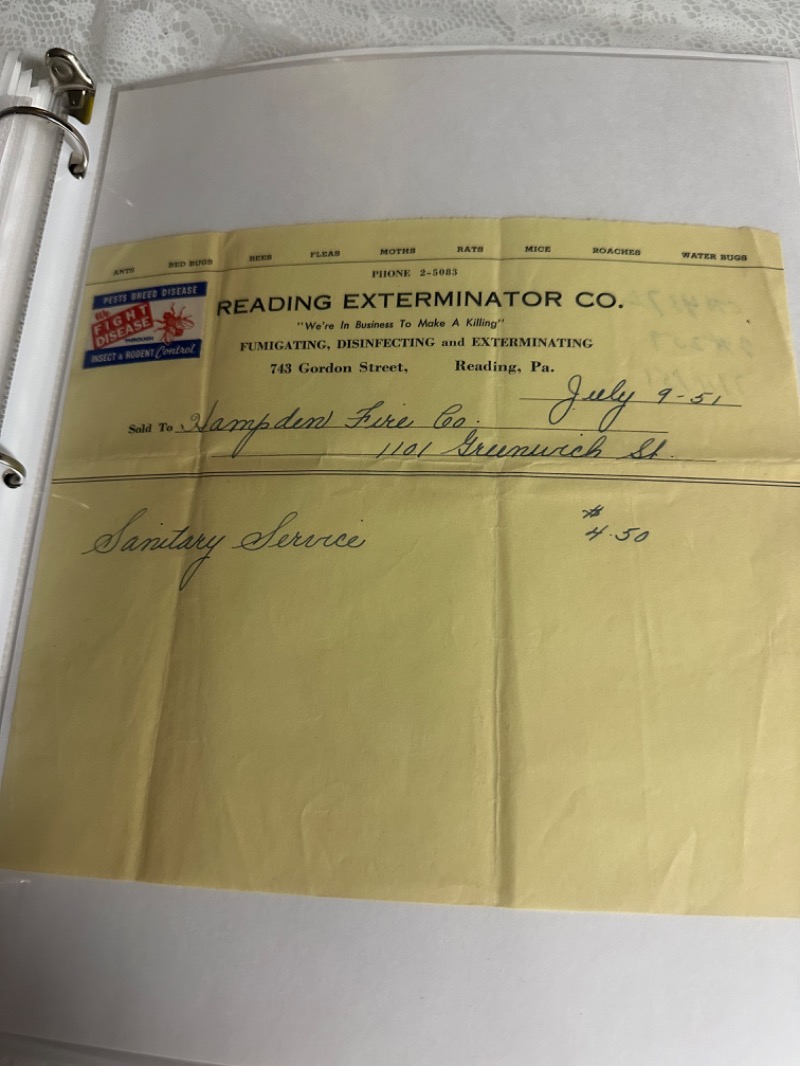 ANTS BED BUGS BEES FLEAS MOTHS RATS MICE ROACHES WATER BUGS
PHONE 2-5083
PESTS BREED DISEASE
We
FIGHT
DISEASE
THROUGH
INSECT & RODENT Control
READING EXTERMINATOR CO.
"We're In Business To Make A Killing"
FUMIGATING, DISINFECTING and EXTERMINATING
743 Gordon Street, Reading, Pa.
July 9-51
Sold To Hampden Fire Co.
1101 Greenwich St.
Sanitary Service $ 4.50